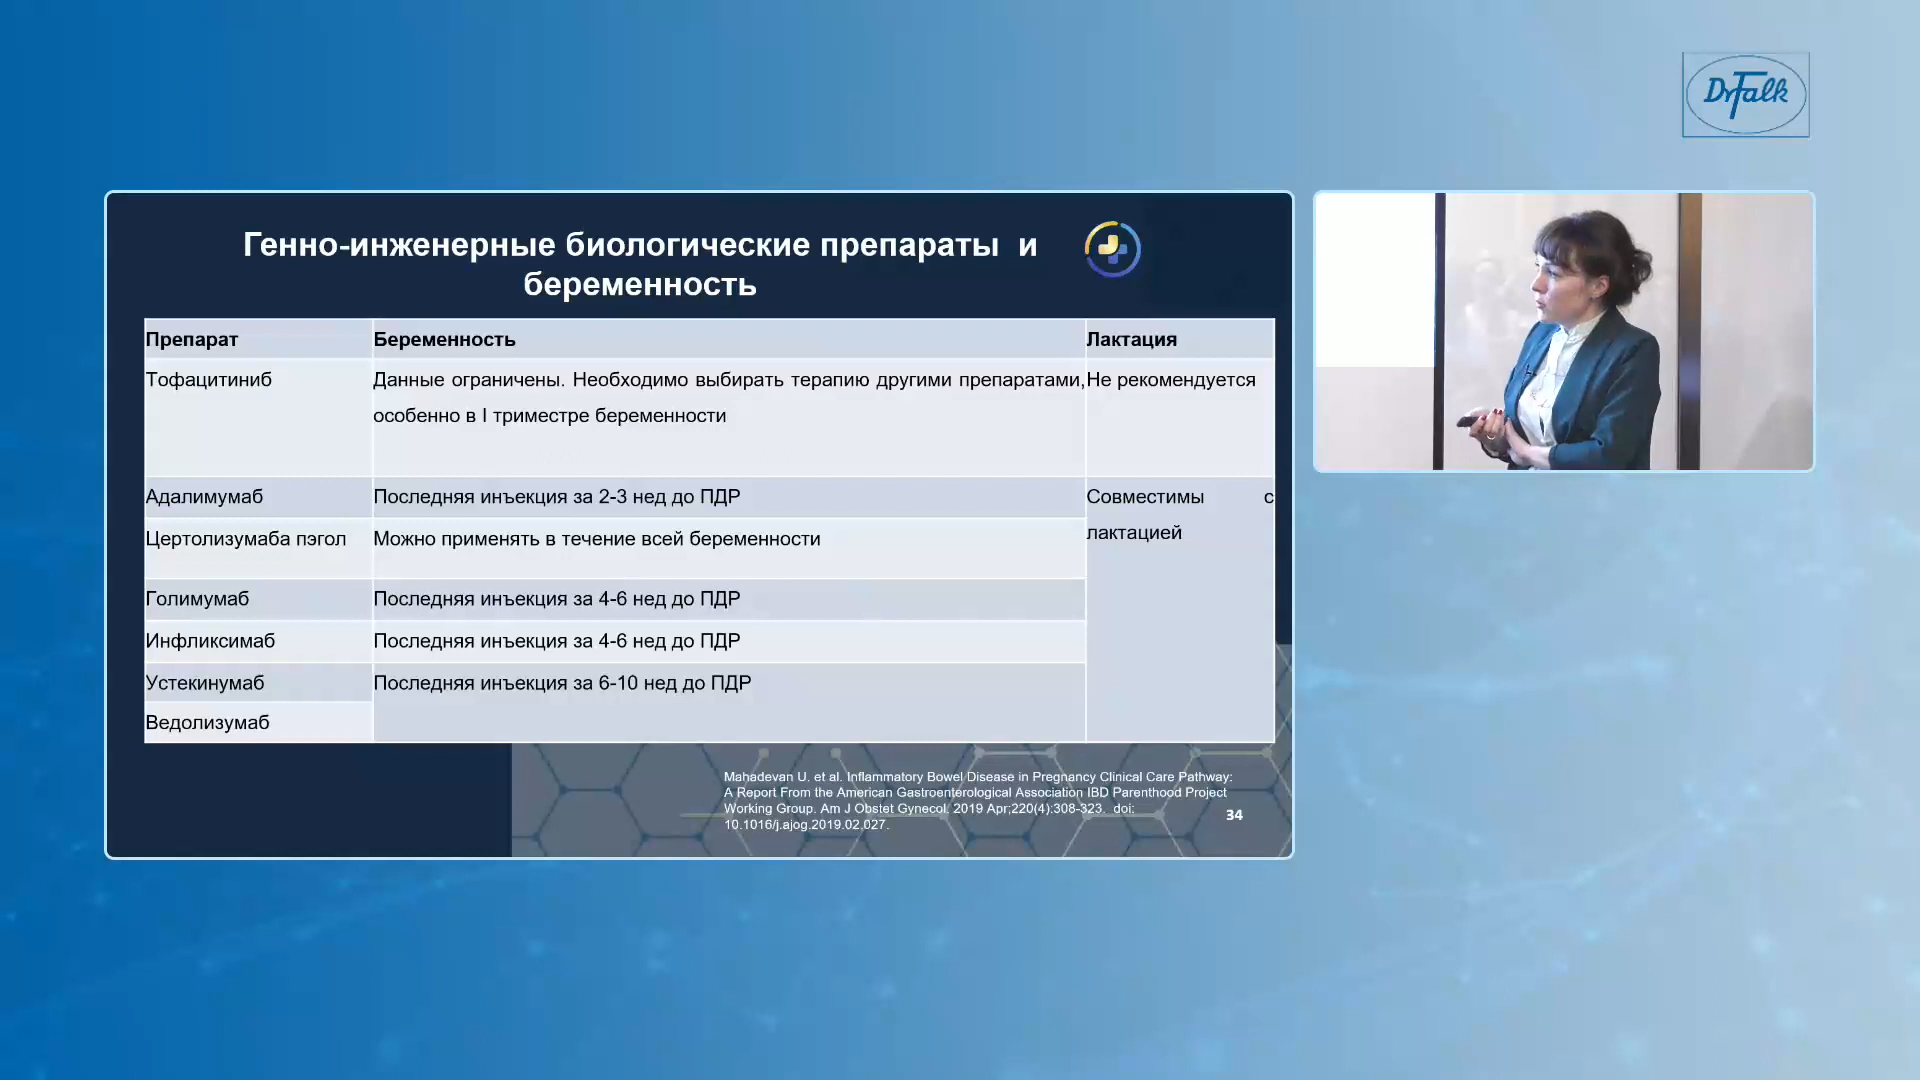 DrFalk
Генно-инженерные биологические препараты и
беременность
Препарат Беременность Лактация
Тофацитиниб Данные ограничены. Необходимо выбирать терапию другими препаратами, Не рекомендуется
особенно в I триместре беременности
Адалимумаб Последняя инъекция за 2-3 нед до ПДР Совместимы с
лактацией
Цертолизумаба пэгол Можно применять в течение всей беременности
Голимумаб Последняя инъекция за 4-6 нед до ПДР
Инфликсимаб Последняя инъекция за 4-6 нед до ПДР
Устекинумаб Последняя инъекция за 6-10 нед до ПДР
Ведолизумаб
Mahadevan U. et al. Inflammatory Bowel Disease in Pregnancy Clinical Care Pathway:
A Report From the American Gastroenterological Association IBD Parenthood Project
Working Group. Am J Obstet Gynecol. 2019 Apr;220(4):308-323. doi:
10.1016/j.ajog.2019.02.027.
34